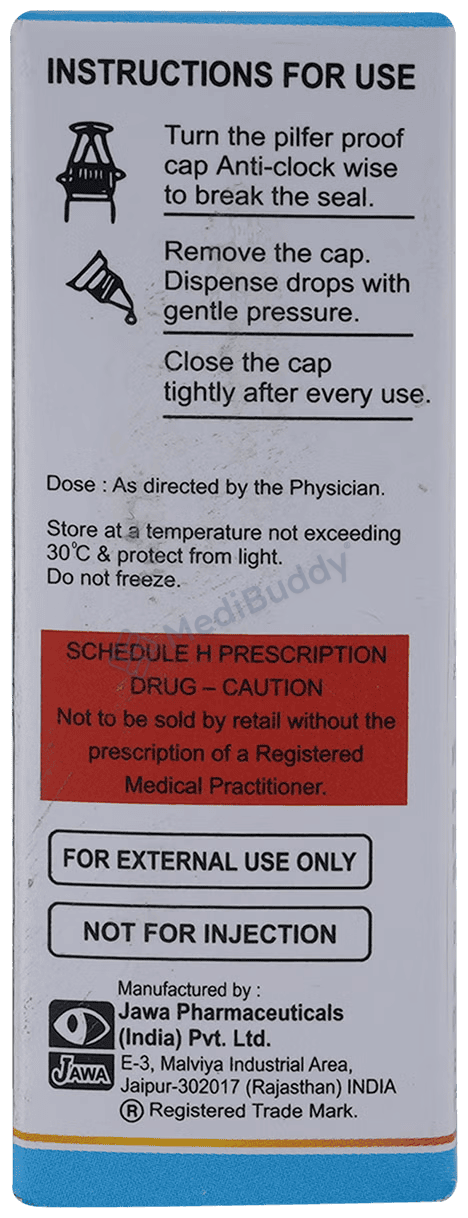 INSTRUCTIONS FOR USE
Turn the pilfer proof
cap Anti-clock wise
to break the seal.
Remove the cap.
Dispense drops with
gentle pressure.
Close the cap
tightly after every use.
Dose : As directed by the Physician.
Store at a temperature not exceeding
30°C & protect from light.
Do not freeze.
MediBuddy
SCHEDULE H PRESCRIPTION
DRUG – CAUTION
Not to be sold by retail without the
prescription of a Registered
Medical Practitioner.
FOR EXTERNAL USE ONLY
NOT FOR INJECTION
Manufactured by :
Jawa Pharmaceuticals
(India) Pvt. Ltd.
JAWA
E-3, Malviya Industrial Area,
Jaipur-302017 (Rajasthan) INDIA
® Registered Trade Mark.